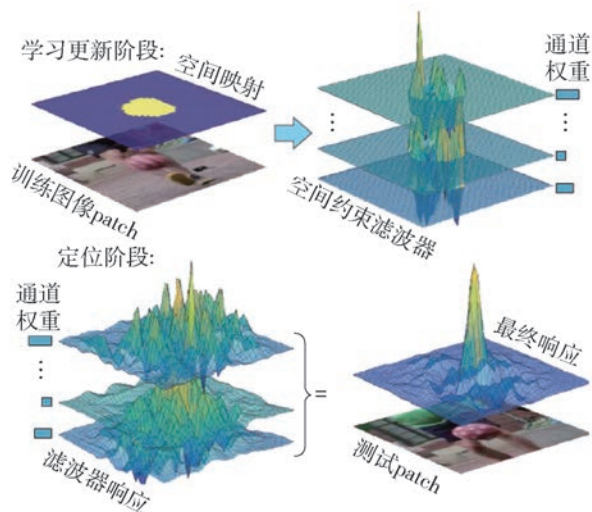 学习更新阶段:
空间映射
通道
权重
...
...
训练图像patch
空间约束滤波器
定位阶段:
通道
权重
...
=
最终响应
滤波器响应
测试patch